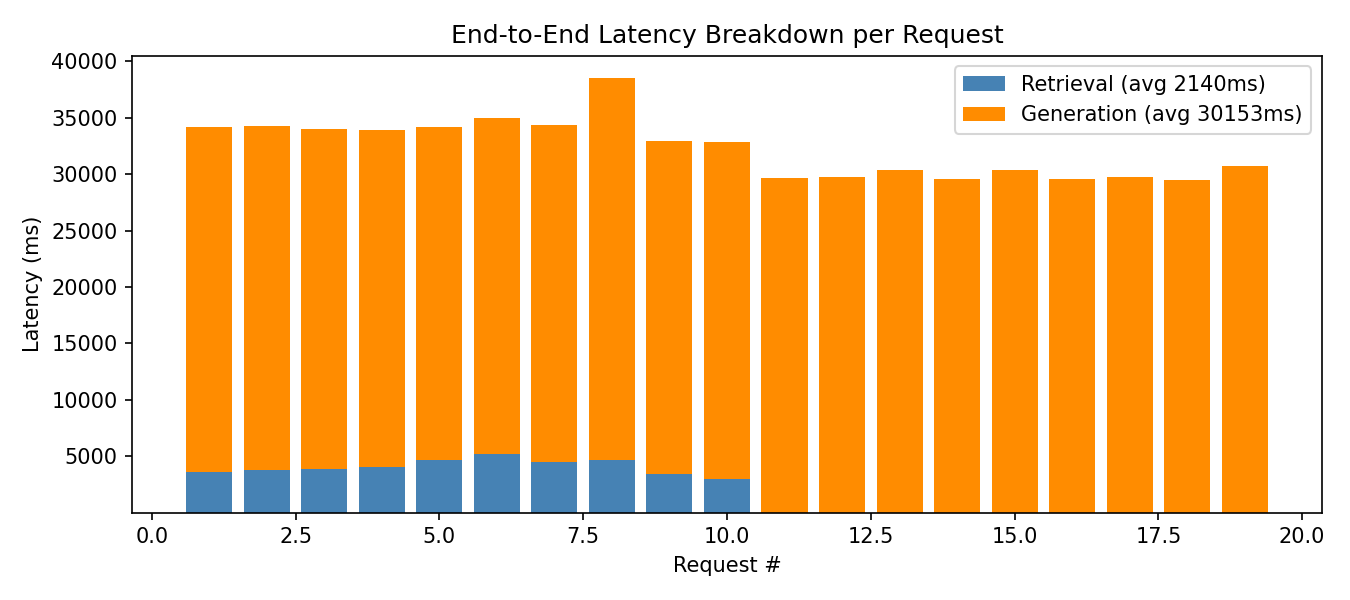 End-to-End Latency Breakdown per Request
Retrieval (avg 2140ms)
Generation (avg 30153ms)
Latency (ms)
40000
35000
30000
25000
20000
15000
10000
5000
0.0 2.5 5.0 7.5 10.0 12.5 15.0 17.5 20.0
Request #